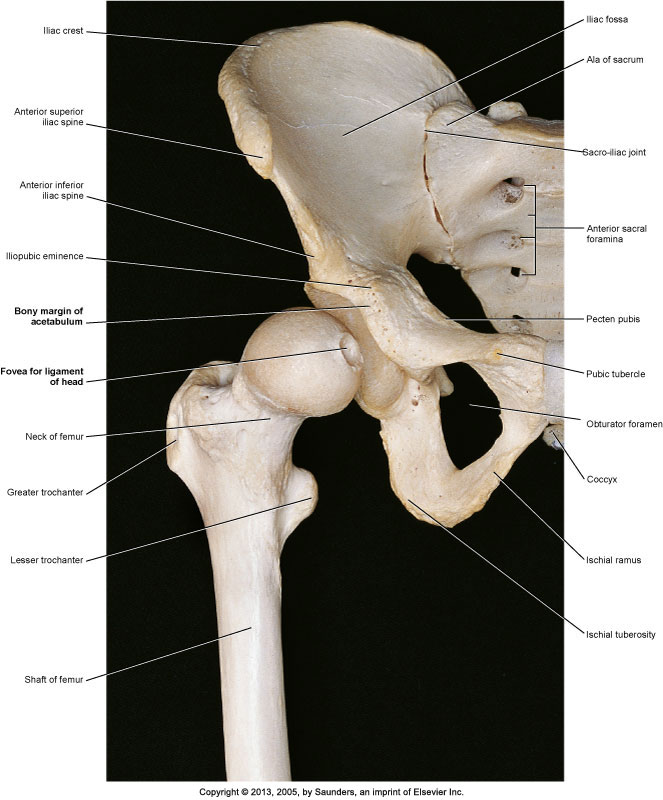 Iliac crest
Anterior superior
iliac spine
Anterior inferior
iliac spine
Iliopubic eminence
Bony margin of
acetabulum
Fovea for ligament
of head
Neck of femur
Greater trochanter
Lesser trochanter
Shaft of femur
Iliac fossa
Ala of sacrum
Sacro-iliac joint
Anterior sacral
foramina
Pecten pubis
Pubic tubercle
Obturator foramen
Coccyx
Ischial ramus
Ischial tuberosity
Copyright © 2013, 2005, by Saunders, an imprint of Elsevier Inc.